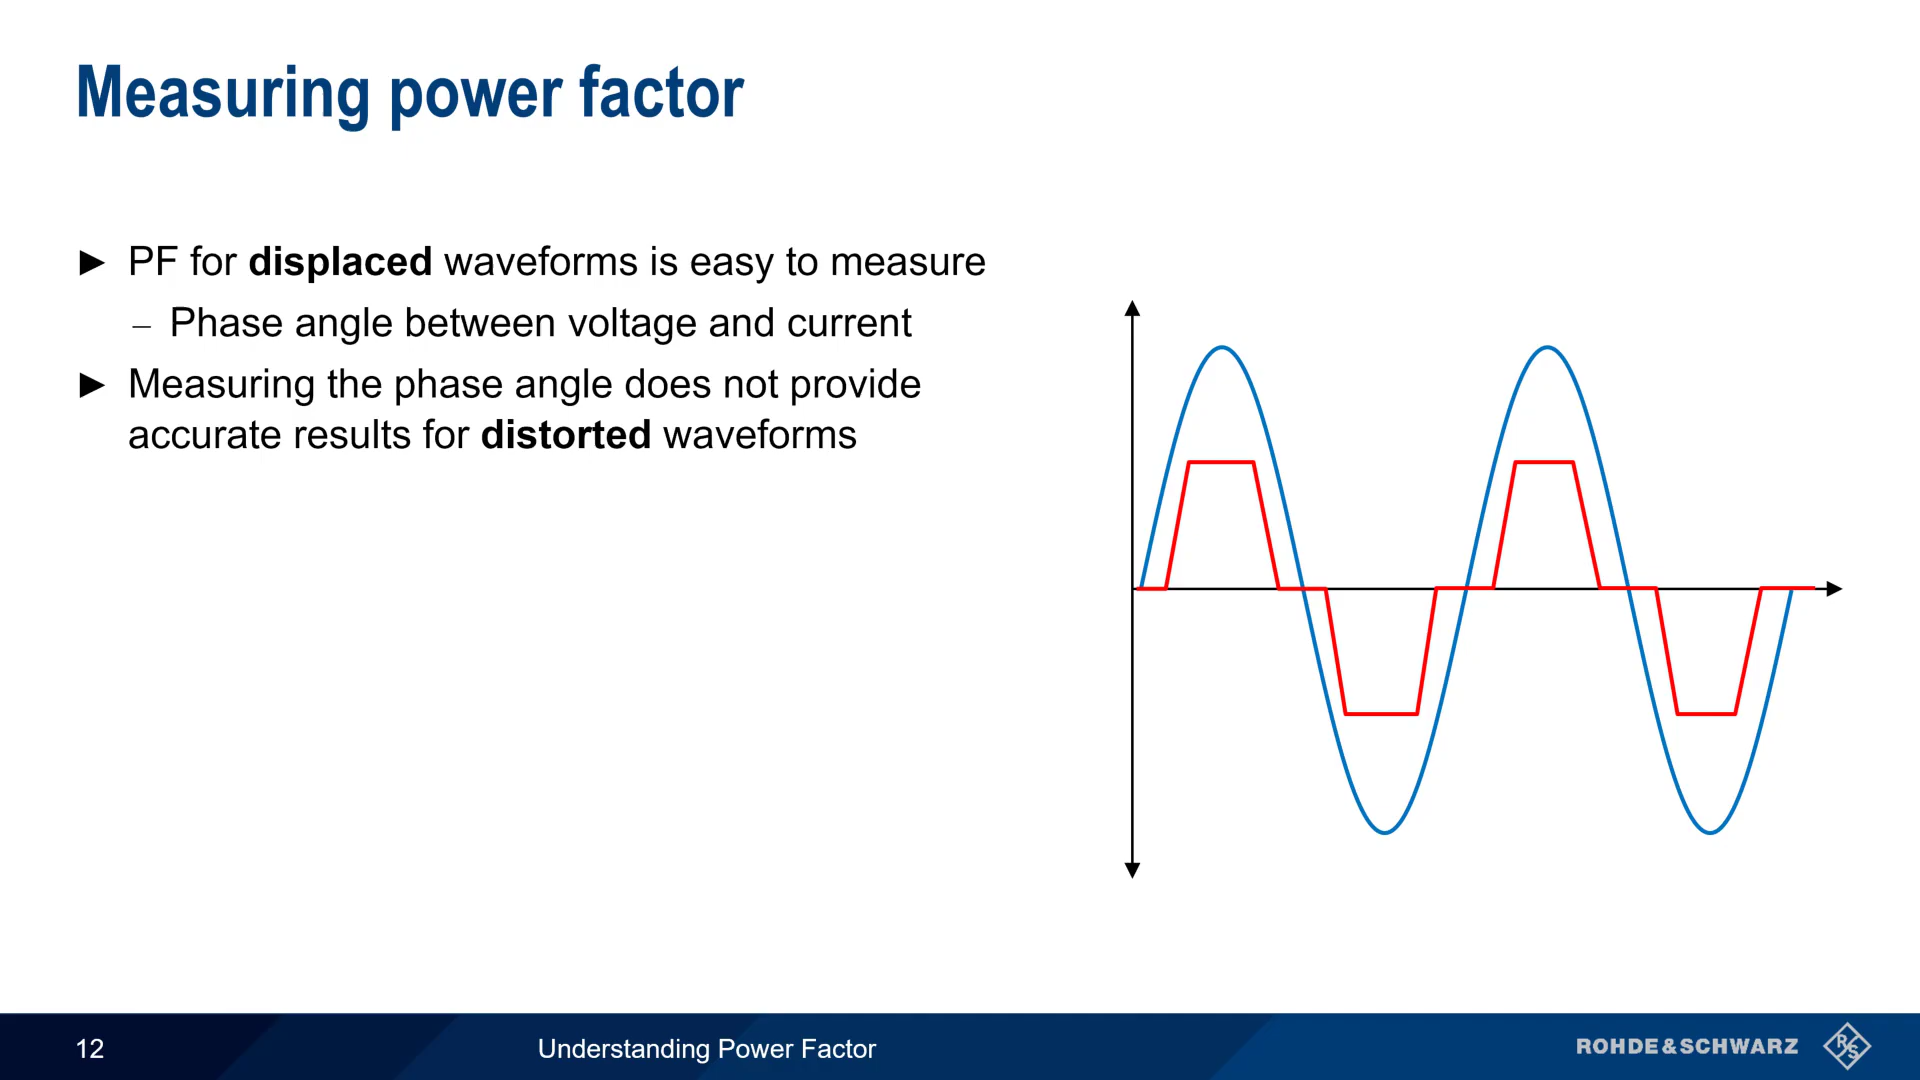 Measuring power factor
► PF for displaced waveforms is easy to measure
– Phase angle between voltage and current
► Measuring the phase angle does not provide
accurate results for distorted waveforms
12
Understanding Power Factor
ROHDE&SCHWARZ
R&S